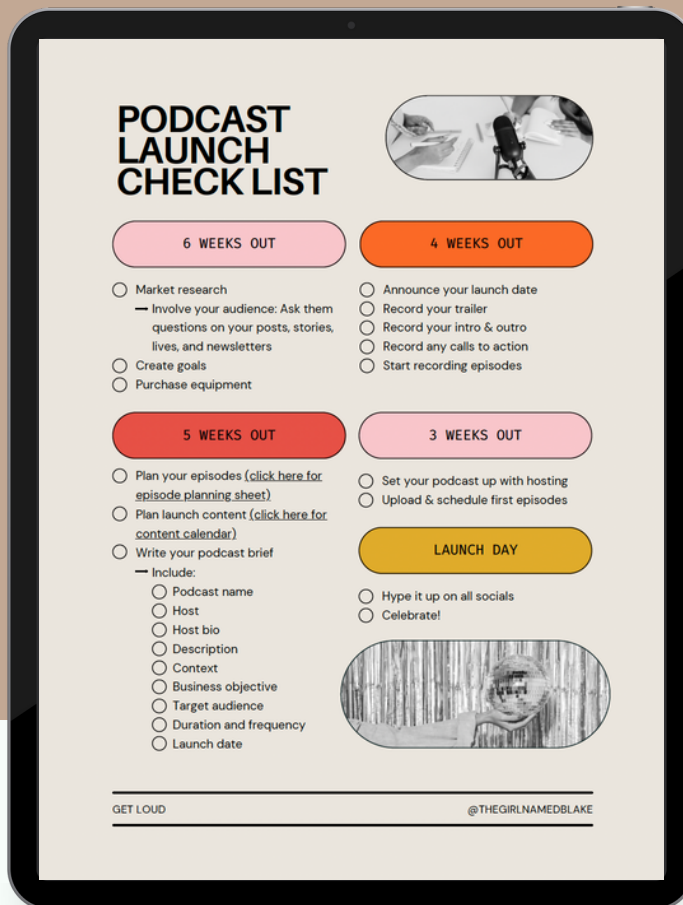 PODCAST
LAUNCH
CHECK LIST
6 WEEKS OUT
Market research
Involve your audience: Ask them
questions on your posts, stories,
lives, and newsletters
Create goals
Purchase equipment
5 WEEKS OUT
Plan your episodes (click here for
episode planning sheet)
Plan launch content (click here for
content calendar)
Write your podcast brief
Include:
Podcast name
Host
Host bio
Description
Context
Business objective
Target audience
Duration and frequency
Launch date
4 WEEKS OUT
Announce your launch date
Record your trailer
Record your intro & outro
Record any calls to action
Start recording episodes
3 WEEKS OUT
Set your podcast up with hosting
Upload & schedule first episodes
LAUNCH DAY
Hype it up on all socials
Celebrate!
GET LOUD
@THEGIRLNAMEDBLAKE